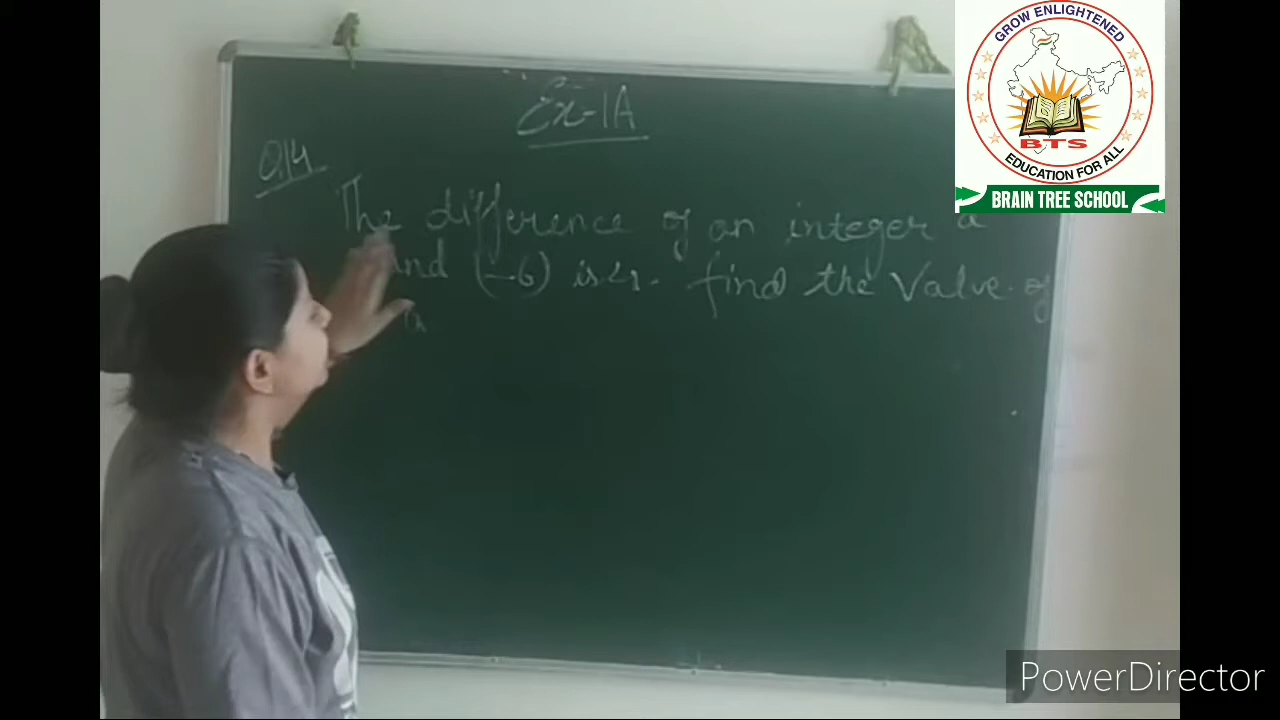 Ex-1A
Q14
The difference of an integer a
and (-6) is
find the value of
a
GROW ENLIGHTENED
BTS
EDUCATION FOR ALL
BRAIN TREE SCHOOL
PowerDirector